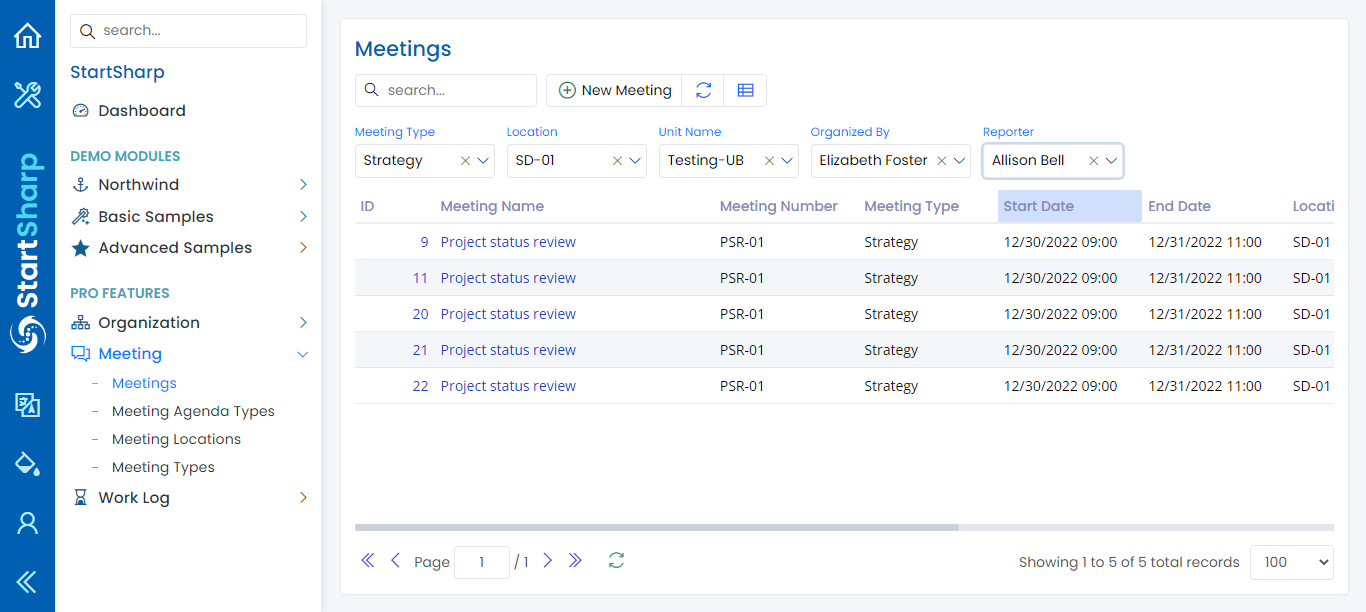 StartSharp
search...
StartSharp
Dashboard
DEMO MODULES
Northwind
Basic Samples
Advanced Samples
PRO FEATURES
Organization
Meeting
Meetings
Meeting Agenda Types
Meeting Locations
Meeting Types
Work Log
Meetings
search... New Meeting
Meeting Type Location Unit Name Organized By Reporter
Strategy SD-01 Testing-UB Elizabeth Foster Allison Bell
ID Meeting Name Meeting Number Meeting Type Start Date End Date Locati
9 Project status review PSR-01 Strategy 12/30/2022 09:00 12/31/2022 11:00 SD-01
11 Project status review PSR-01 Strategy 12/30/2022 09:00 12/31/2022 11:00 SD-01
20 Project status review PSR-01 Strategy 12/30/2022 09:00 12/31/2022 11:00 SD-01
21 Project status review PSR-01 Strategy 12/30/2022 09:00 12/31/2022 11:00 SD-01
22 Project status review PSR-01 Strategy 12/30/2022 09:00 12/31/2022 11:00 SD-01
Page 1 / 1 Showing 1 to 5 of 5 total records 100